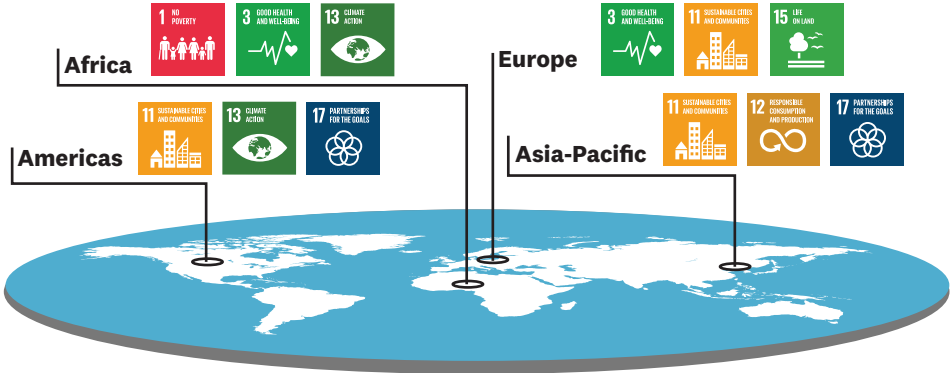 1 NO
POVERTY
3 GOOD HEALTH
AND WELL-BEING
13 CLIMATE
ACTION
Africa
3 GOOD HEALTH
AND WELL-BEING
11 SUSTAINABLE CITIES
AND COMMUNITIES
15 LIFE
ON LAND
Europe
11 SUSTAINABLE CITIES
AND COMMUNITIES
13 CLIMATE
ACTION
17 PARTNERSHIPS
FOR THE GOALS
Americas
11 SUSTAINABLE CITIES
AND COMMUNITIES
12 RESPONSIBLE
CONSUMPTION
AND PRODUCTION
17 PARTNERSHIPS
FOR THE GOALS
Asia-Pacific